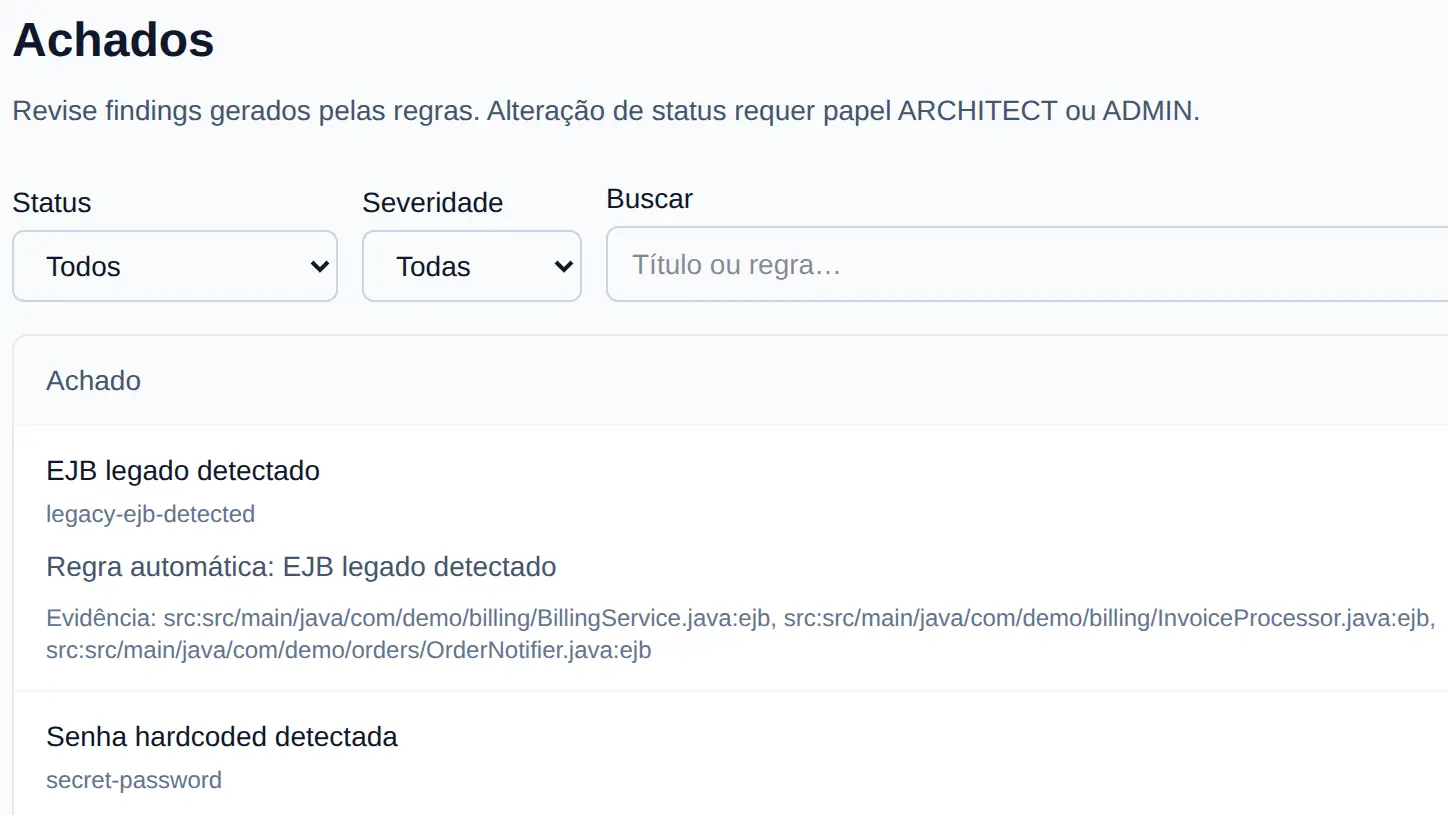 Achados
Revise findings gerados pelas regras. Alteração de status requer papel ARCHITECT ou ADMIN.
Status
Severidade
Buscar
Todos
Todas
Título ou regra…
Achado
EJB legado detectado
legacy-ejb-detected
Regra automática: EJB legado detectado
Evidência: src:src/main/java/com/demo/billing/BillingService.java:ejb, src:src/main/java/com/demo/billing/InvoiceProcessor.java:ejb,
src:src/main/java/com/demo/orders/OrderNotifier.java:ejb
Senha hardcoded detectada
secret-password